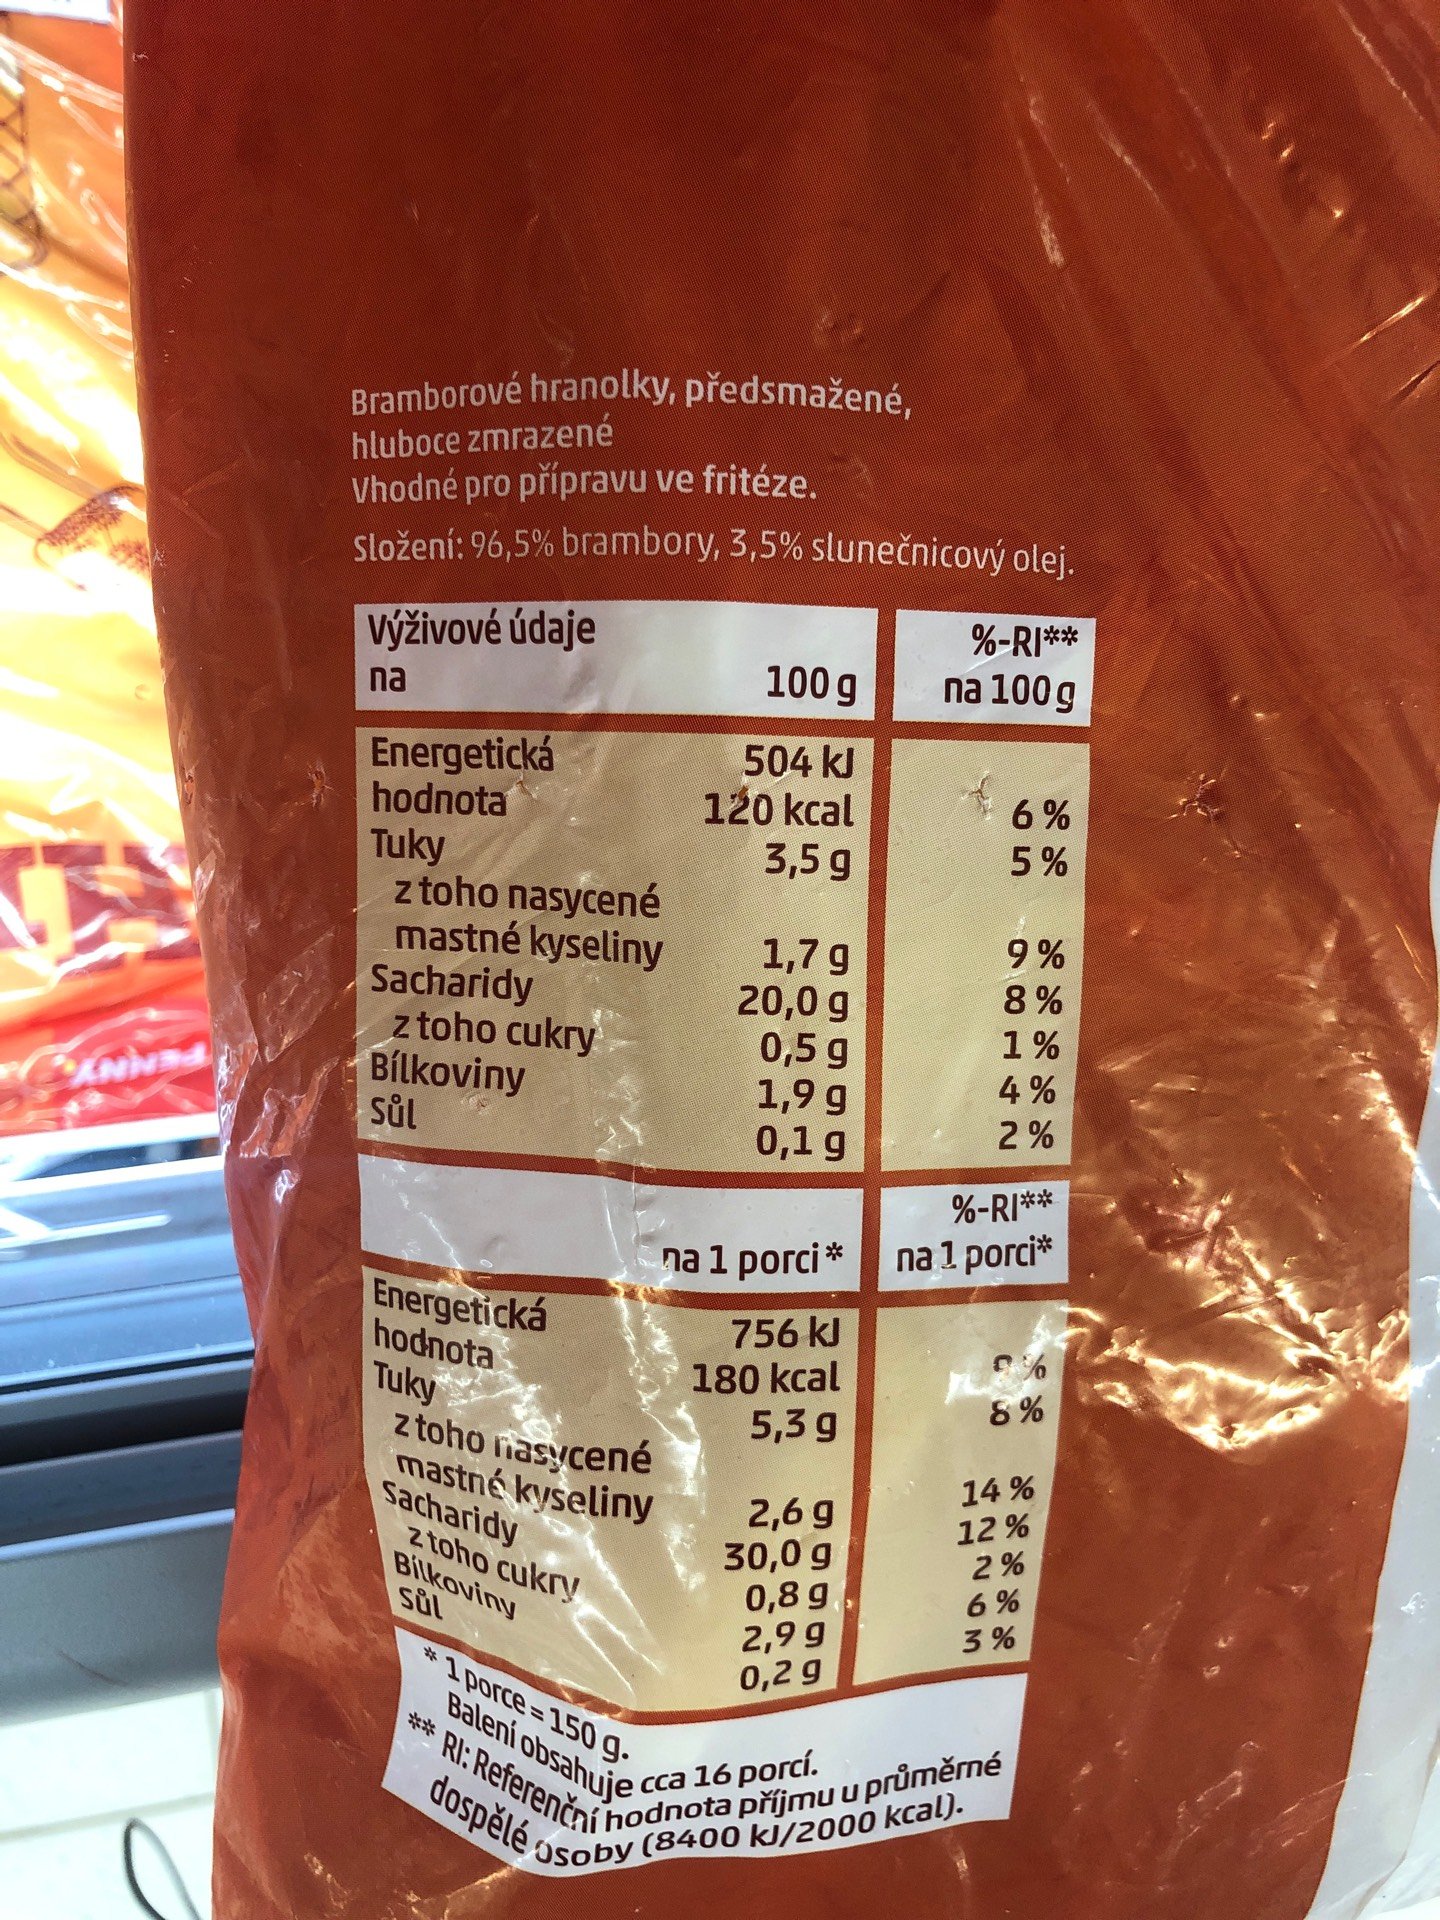 Bramborové hranolky, předsmažené,
hluboce zmrazené
Vhodné pro přípravu ve fritéze.
Složení: 96,5% brambory, 3,5% slunečnicový olej.
Výživové údaje %-RI**
na 100 g na 100 g
Energetická 504 kJ
hodnota 120 kcal 6 %
Tuky 3,5 g 5 %
z toho nasycené
mastné kyseliny 1,7 g 9 %
Sacharidy 20,0 g 8 %
z toho cukry 0,5 g 1 %
Bílkoviny 1,9 g 4 %
Sůl 0,1 g 2 %
%-RI**
na 1 porci* na 1 porci*
Energetická 756 kJ
hodnota 180 kcal 9 %
Tuky 5,3 g 8 %
z toho nasycené
mastné kyseliny 2,6 g 14 %
Sacharidy 30,0 g 12 %
z toho cukry 0,8 g 2 %
Bílkoviny 2,9 g 6 %
Sůl 0,2 g 3 %
* 1 porce = 150 g.
Balení obsahuje cca 16 porcí.
** RI: Referenční hodnota příjmu u průměrné
dospělé osoby (8400 kJ/2000 kcal).
PENNY